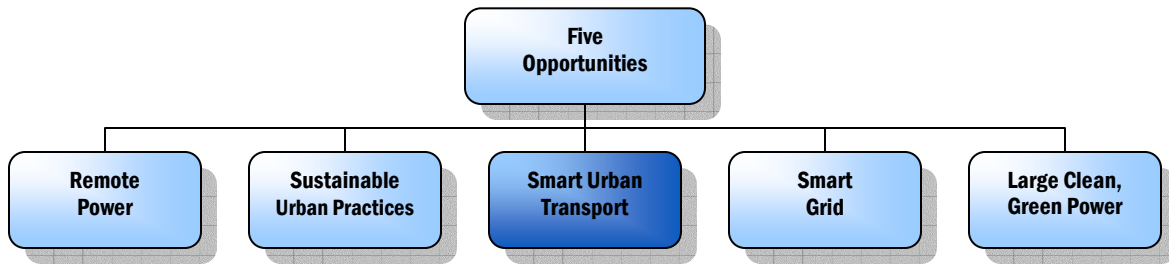 Five
Opportunities
Remote
Power
Sustainable
Urban Practices
Smart Urban
Transport
Smart
Grid
Large Clean,
Green Power